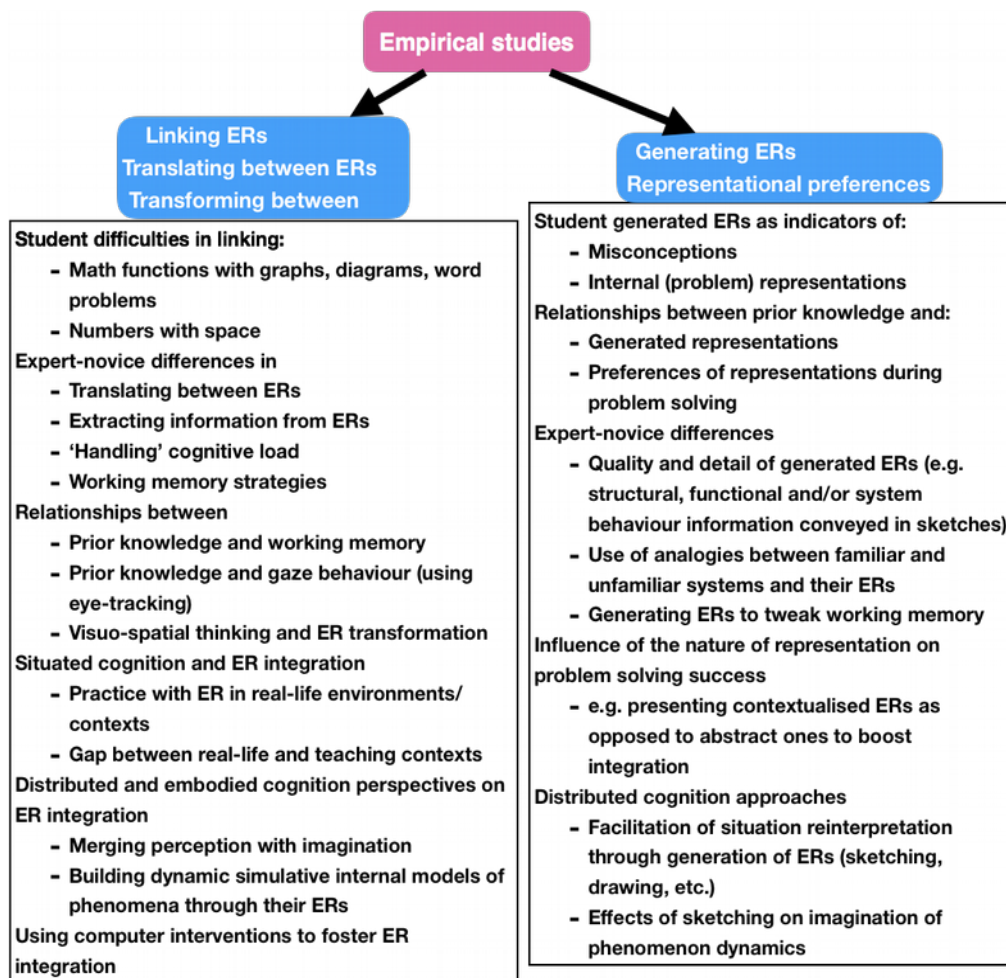 Empirical studies
Linking ERs
Translating between ERs
Transforming between
Student difficulties in linking:
- Math functions with graphs, diagrams, word
problems
- Numbers with space
Expert-novice differences in
- Translating between ERs
- Extracting information from ERs
- ‘Handling’ cognitive load
- Working memory strategies
Relationships between
- Prior knowledge and working memory
- Prior knowledge and gaze behaviour (using
eye-tracking)
- Visuo-spatial thinking and ER transformation
Situated cognition and ER integration
- Practice with ER in real-life environments/
contexts
- Gap between real-life and teaching contexts
Distributed and embodied cognition perspectives on
ER integration
- Merging perception with imagination
- Building dynamic simulative internal models of
phenomena through their ERs
Using computer interventions to foster ER
integration
Generating ERs
Representational preferences
Student generated ERs as indicators of:
- Misconceptions
- Internal (problem) representations
Relationships between prior knowledge and:
- Generated representations
- Preferences of representations during
problem solving
Expert-novice differences
- Quality and detail of generated ERs (e.g.
structural, functional and/or system
behaviour information conveyed in sketches)
- Use of analogies between familiar and
unfamiliar systems and their ERs
- Generating ERs to tweak working memory
Influence of the nature of representation on
problem solving success
- e.g. presenting contextualised ERs as
opposed to abstract ones to boost
integration
Distributed cognition approaches
- Facilitation of situation reinterpretation
through generation of ERs (sketching,
drawing, etc.)
- Effects of sketching on imagination of
phenomenon dynamics